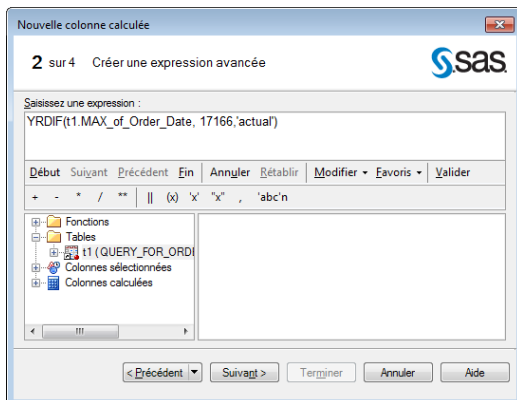 Nouvelle colonne calculée
2 sur 4 Créer une expression avancée
sas
Saisissez une expression :
YRDIF(t1.MAX_of_Order_Date, 17166,'actual')
Début Suivant Précédent Fin Annuler Rétablir Modifier Favoris Valider
+ - * / ** || (x) 'x' "x" , 'abc'n
Fonctions
Tables
t1 (QUERY_FOR_ORDI
Colonnes sélectionnées
Colonnes calculées
< Précédent Suivant > Terminer Annuler Aide